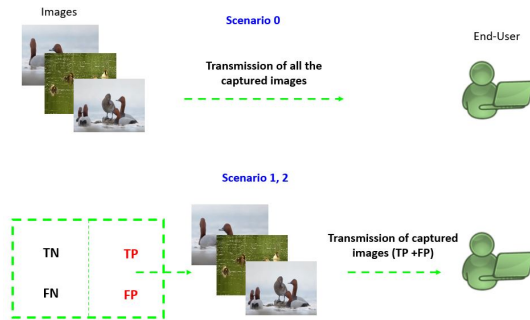 Images
Scenario 0
End-User
Transmission of all the
captured images
Scenario 1, 2
TN
TP
FN
FP
Transmission of captured
images (TP +FP)